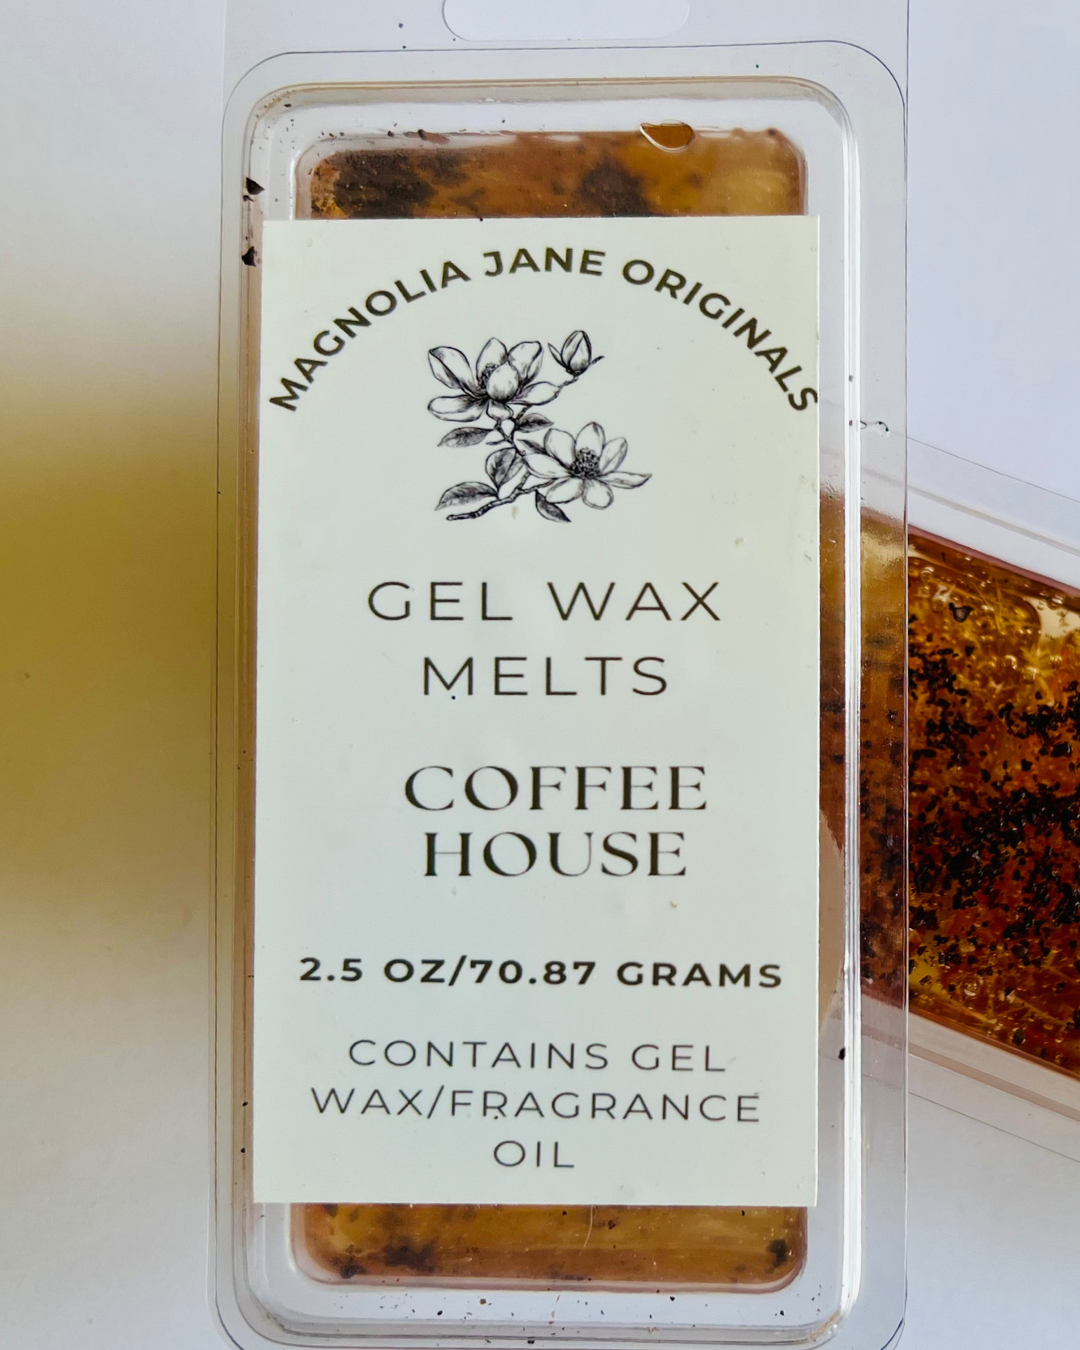 MAGNOLIA JANE ORIGINALS
GEL WAX
MELTS
COFFEE
HOUSE
2.5 OZ/70.87 GRAMS
CONTAINS GEL
WAX/FRAGRANCE
OIL